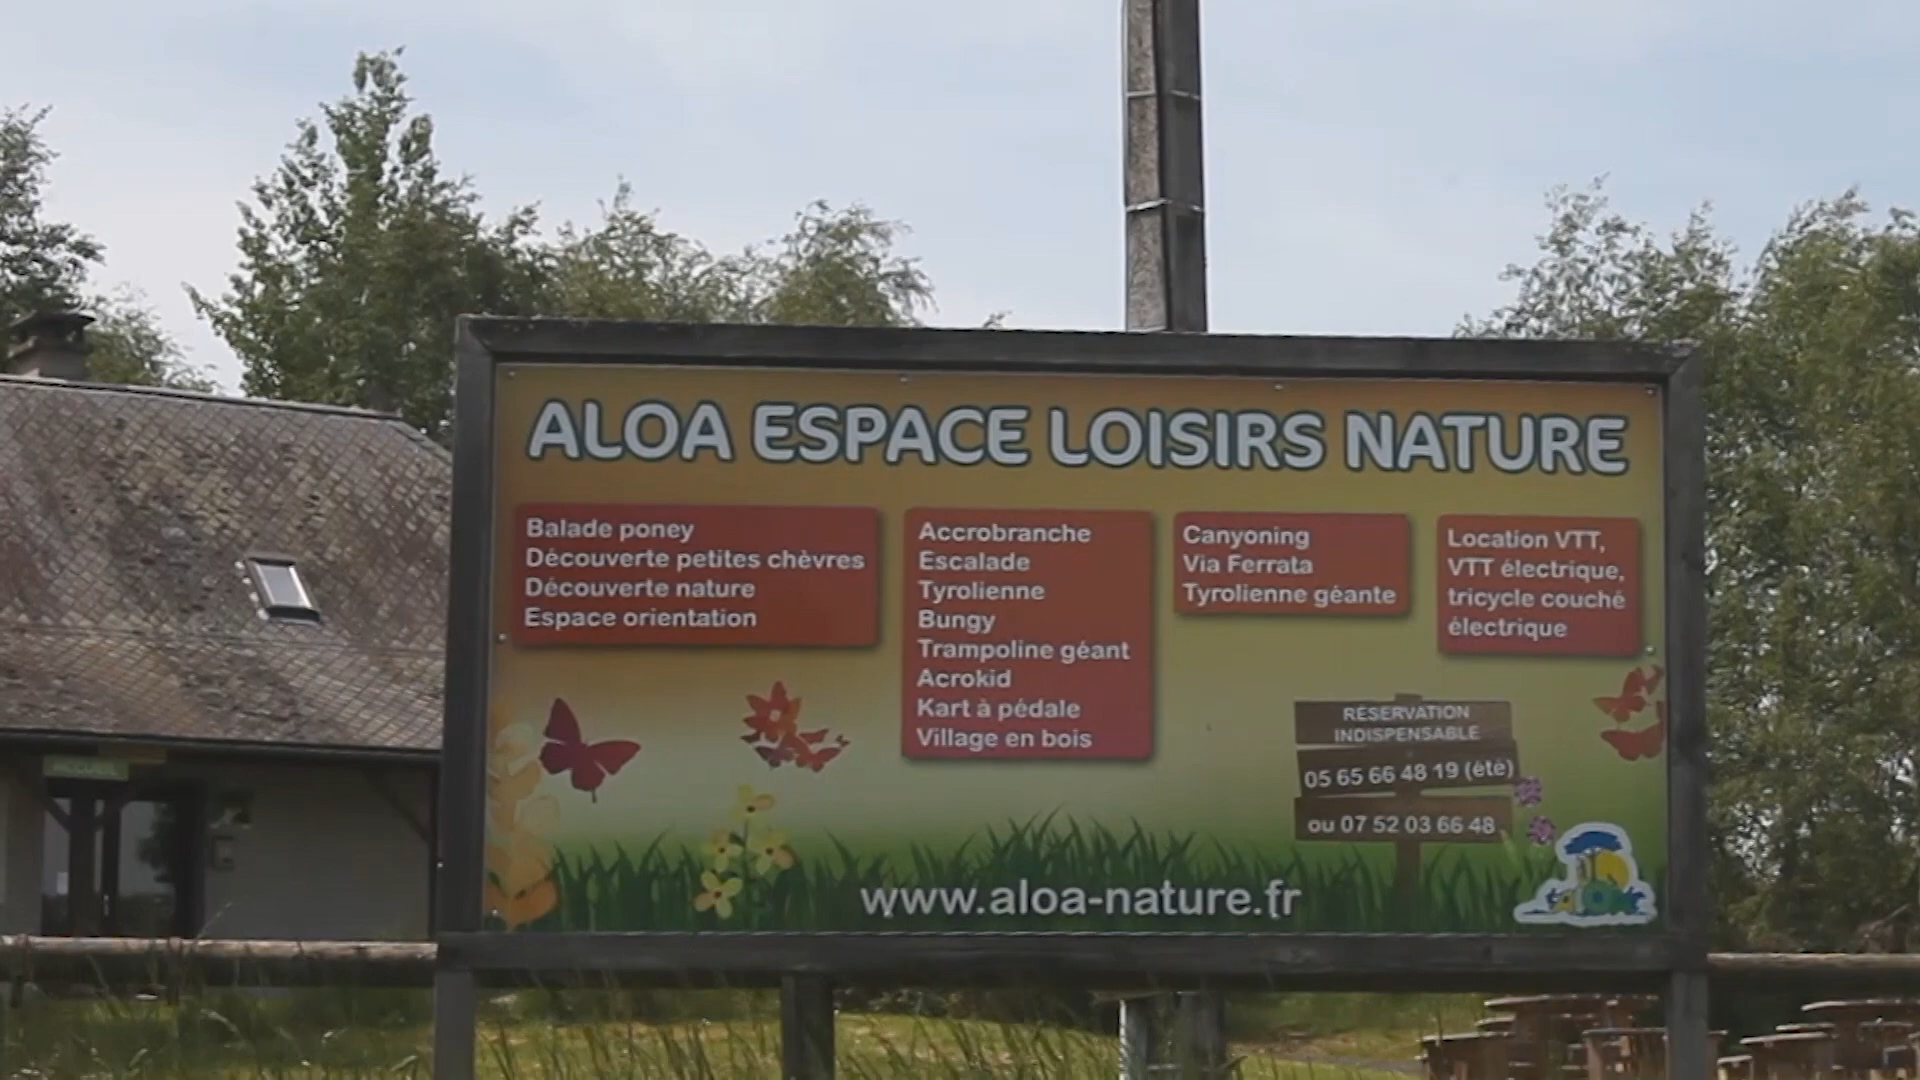 ALOA ESPACE LOISIRS NATURE
Balade poney
Découverte petites chèvres
Découverte nature
Espace orientation
Accrobranche
Escalade
Tyrolienne
Bungy
Trampoline géant
Acrokid
Kart à pédale
Village en bois
Canyoning
Via Ferrata
Tyrolienne géante
Location VTT,
VTT électrique,
tricycle couché
électrique
RÉSERVATION
INDISPENSABLE
05 65 66 48 19 (été)
ou 07 52 03 66 48
www.aloa-nature.fr